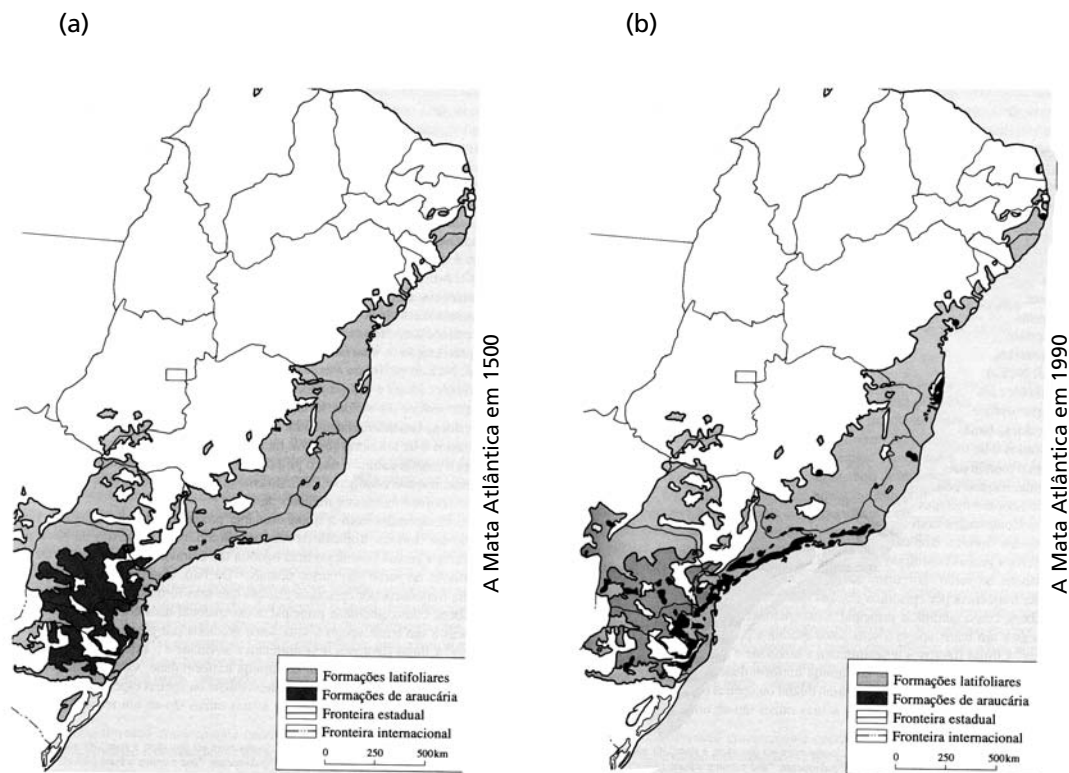 (a)
(b)
A Mata Atlântica em 1500
A Mata Atlântica em 1990
Formações latifoliares
Formações de araucária
Fronteira estadual
Fronteira internacional
0 250 500km
Formações latifoliares
Formações de araucária
Fronteira estadual
Fronteira internacional
0 250 500km